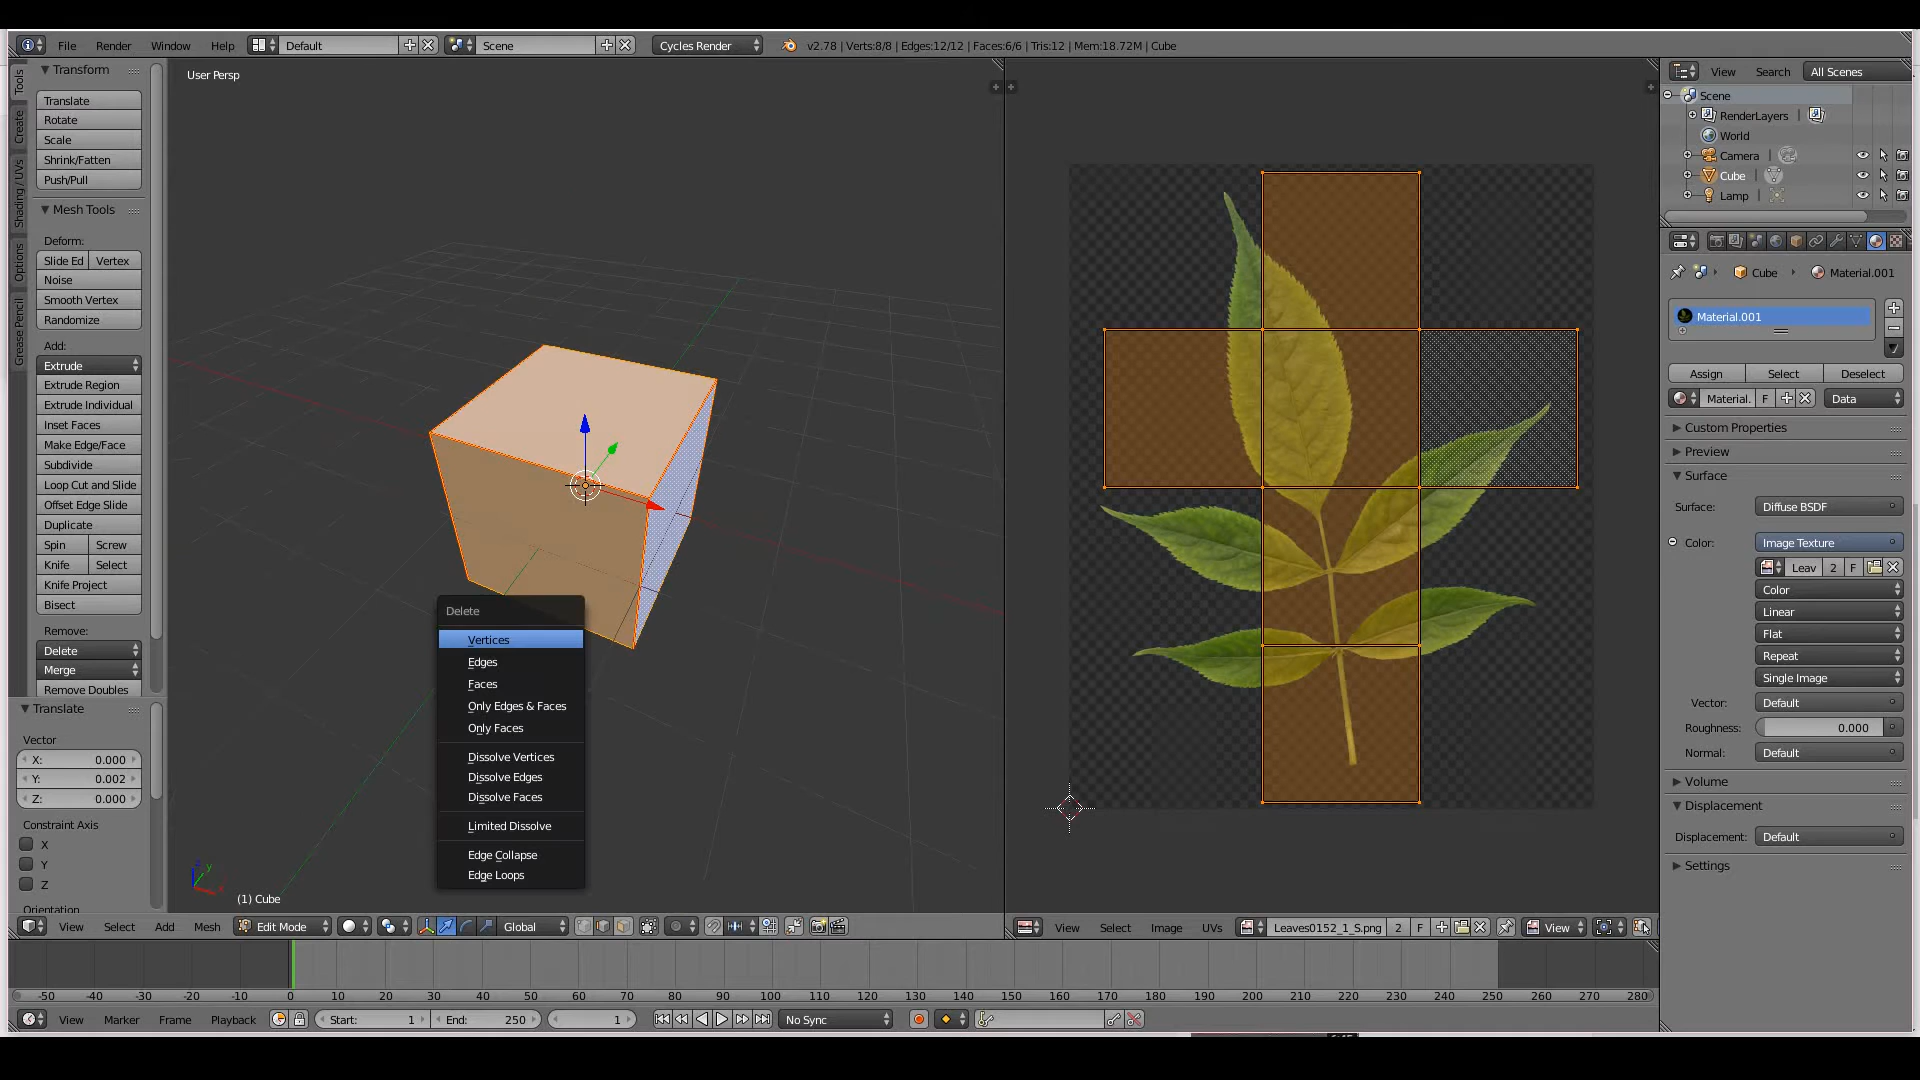 File Render Window Help Default Scene Cycles Render v2.78 | Verts:8/8 | Edges:12/12 | Faces:6/6 | Tris:12 | Mem:18.72M | Cube
Tools
Create
Shading / UVs
Options
Grease Pencil
Transform
Translate
Rotate
Scale
Shrink/Fatten
Push/Pull
Mesh Tools
Deform:
Slide Ed Vertex
Noise
Smooth Vertex
Randomize
Add:
Extrude
Extrude Region
Extrude Individual
Inset Faces
Make Edge/Face
Subdivide
Loop Cut and Slide
Offset Edge Slide
Duplicate
Spin Screw
Knife Select
Knife Project
Bisect
Remove:
Delete
Merge
Remove Doubles
Translate
Vector
X: 0.000
Y: 0.002
Z: 0.000
Constraint Axis
X
Y
Z
Orientation
User Persp
Delete
Vertices
Edges
Faces
Only Edges & Faces
Only Faces
Dissolve Vertices
Dissolve Edges
Dissolve Faces
Limited Dissolve
Edge Collapse
Edge Loops
(1) Cube
View Select Add Mesh Edit Mode Global
View Select Image UVs Leaves0152_1_S.png 2 F View
View Search All Scenes
Scene
RenderLayers
World
Camera
Cube
Lamp
Cube Material.001
Material.001
Assign Select Deselect
Material. F Data
Custom Properties
Preview
Surface
Surface: Diffuse BSDF
Color: Image Texture
Leav 2 F
Color
Linear
Flat
Repeat
Single Image
Vector: Default
Roughness: 0.000
Normal: Default
Volume
Displacement
Displacement: Default
Settings
-50 -40 -30 -20 -10 0 10 20 30 40 50 60 70 80 90 100 110 120 130 140 150 160 170 180 190 200 210 220 230 240 250 260 270 280
View Marker Frame Playback Start: 1 End: 250 1 No Sync